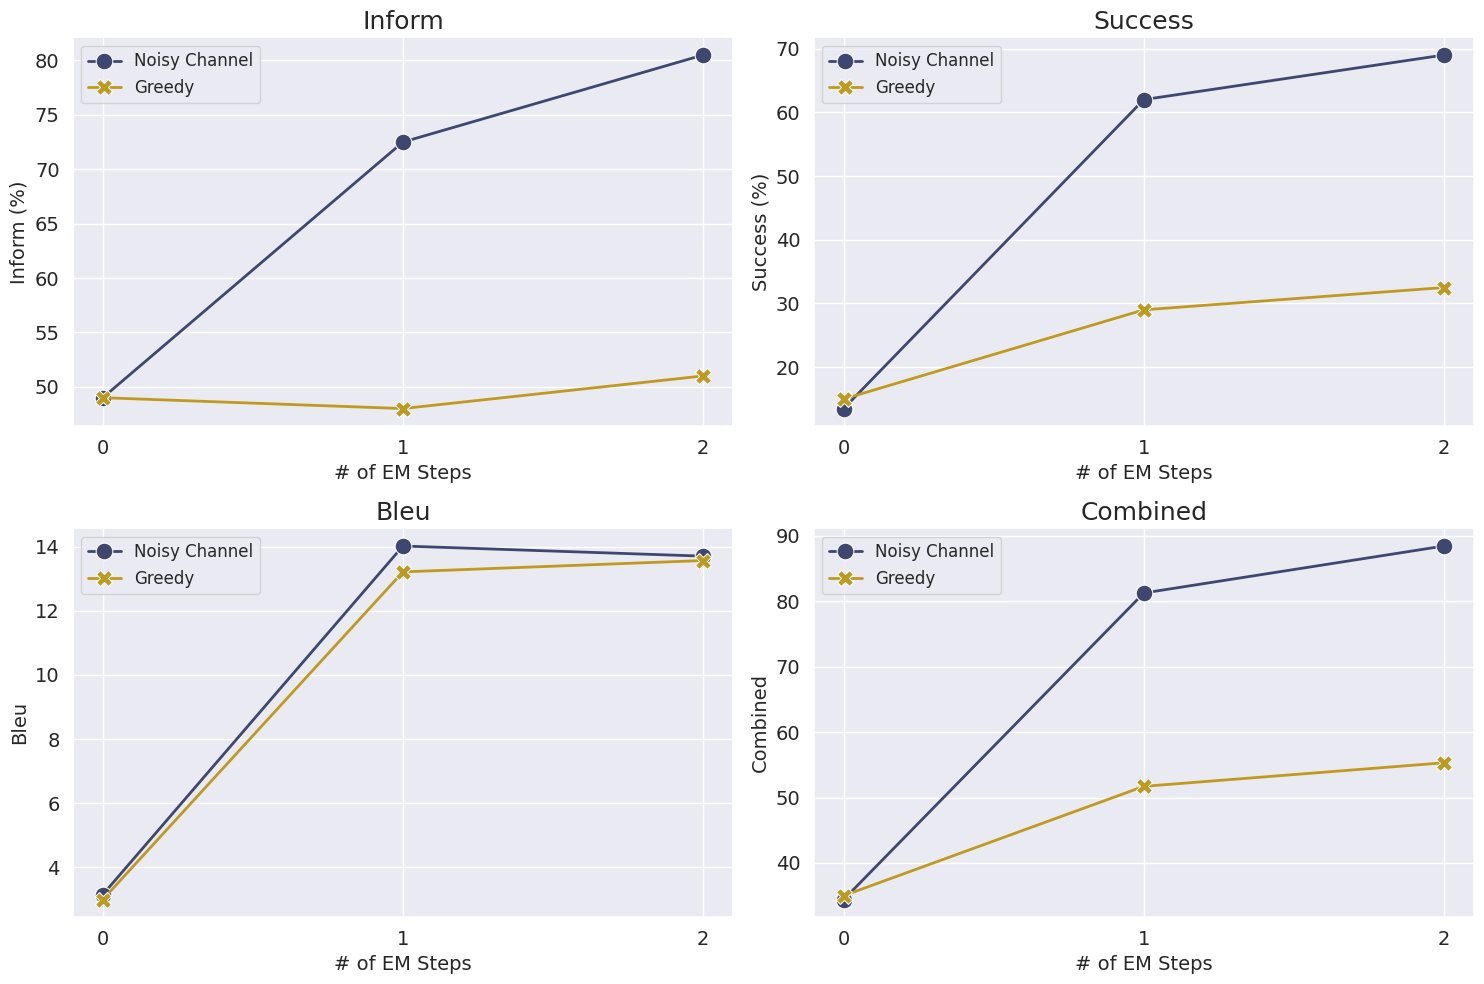 Inform
Noisy Channel
Greedy
80
75
70
65
60
55
50
Inform (%)
0 1 2
# of EM Steps
Success
Noisy Channel
Greedy
70
60
50
40
30
20
Success (%)
0 1 2
# of EM Steps
Bleu
Noisy Channel
Greedy
14
12
10
8
6
4
Bleu
0 1 2
# of EM Steps
Combined
Noisy Channel
Greedy
90
80
70
60
50
40
Combined
0 1 2
# of EM Steps